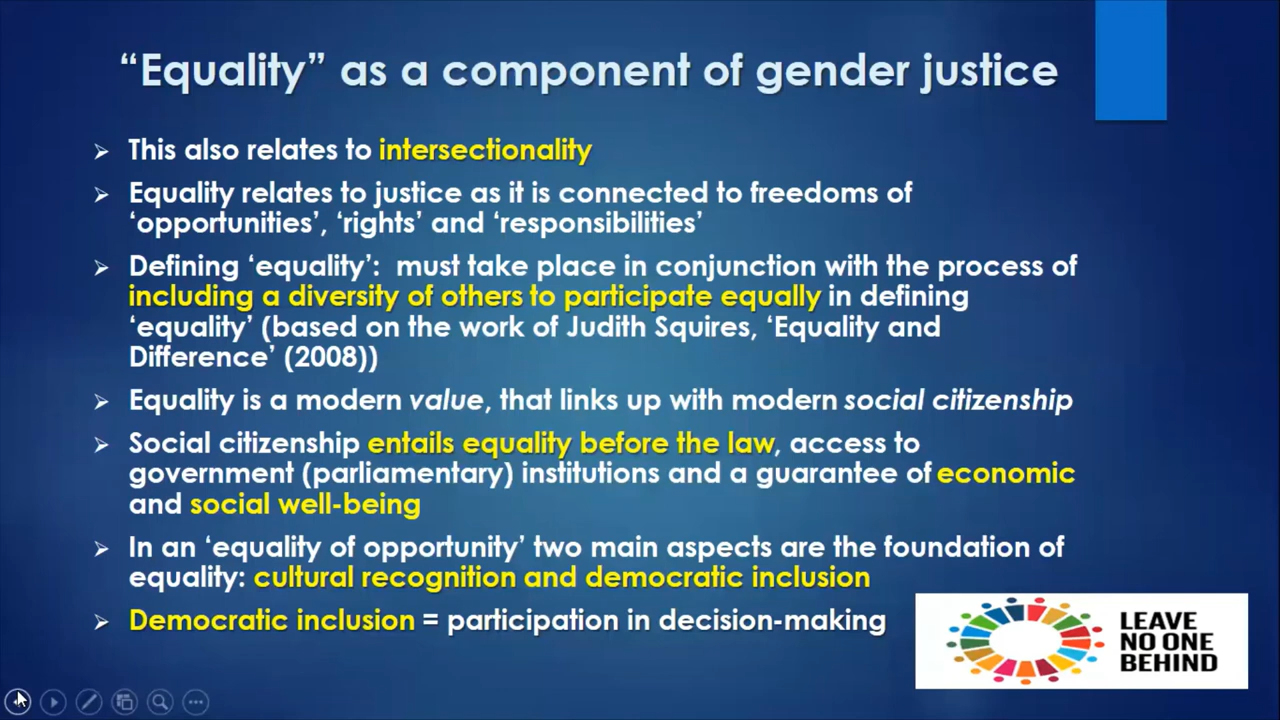 “Equality” as a component of gender justice
This also relates to intersectionality
Equality relates to justice as it is connected to freedoms of
‘opportunities’, ‘rights’ and ‘responsibilities’
Defining ‘equality’:  must take place in conjunction with the process of
including a diversity of others to participate equally in defining
‘equality’ (based on the work of Judith Squires, ‘Equality and
Difference’ (2008))
Equality is a modern value, that links up with modern social citizenship
Social citizenship entails equality before the law, access to
government (parliamentary) institutions and a guarantee of economic
and social well-being
In an ‘equality of opportunity’ two main aspects are the foundation of
equality: cultural recognition and democratic inclusion
Democratic inclusion = participation in decision-making
LEAVE
NO ONE
BEHIND